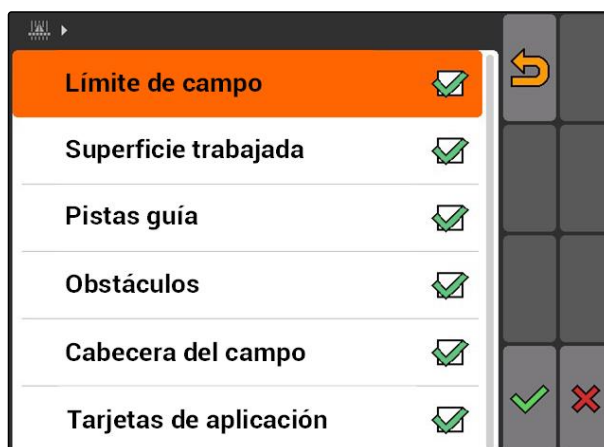 Límite de campo
Superficie trabajada
Pistas guía
Obstáculos
Cabecera del campo
Tarjetas de aplicación